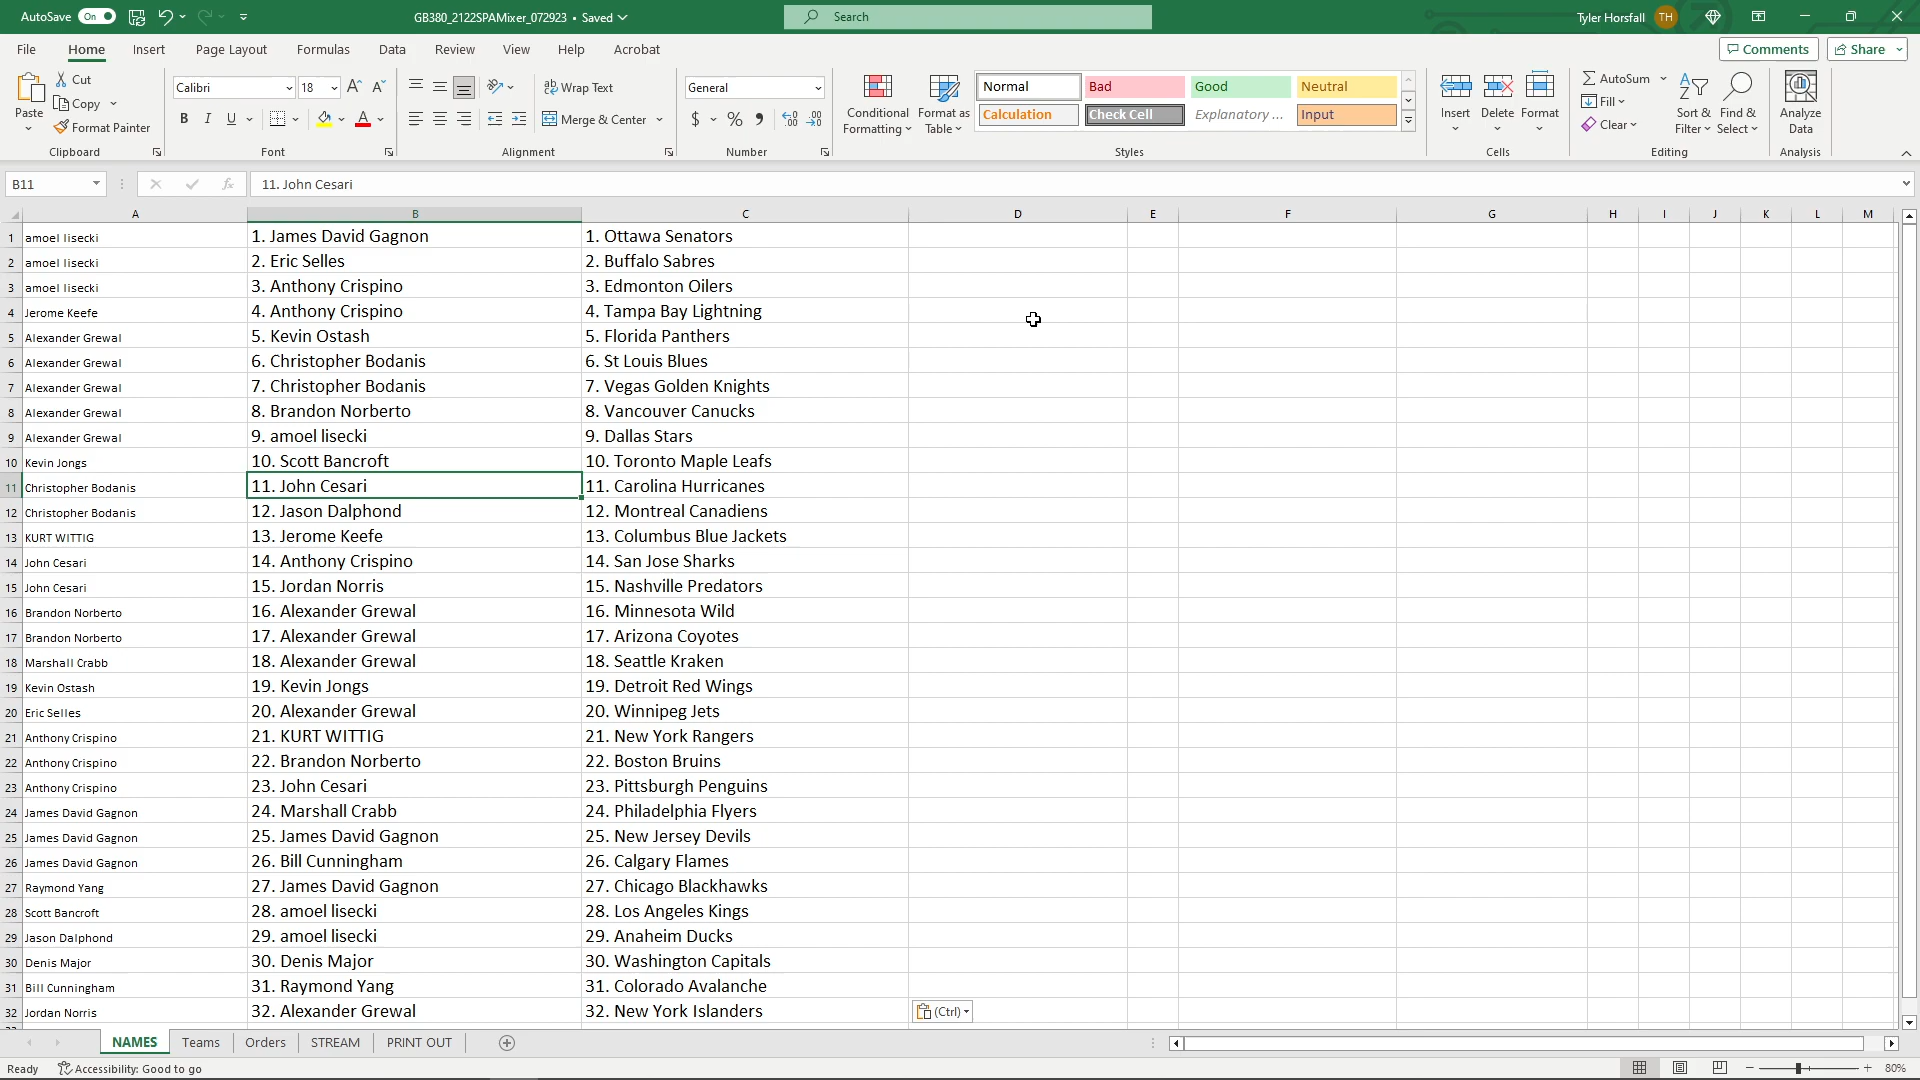 AutoSave On GB380_2122SPAMixer_072923 • Saved Search Tyler Horsfall TH
File Home Insert Page Layout Formulas Data Review View Help Acrobat Comments Share
Paste Cut Copy Format Painter Clipboard
Calibri 18 A A B I U A Font
Wrap Text Merge & Center Alignment
General $ % Number
Conditional Formatting Format as Table Normal Bad Good Neutral Calculation Check Cell Explanatory ... Input Styles
Insert Delete Format Cells
AutoSum Fill Clear Sort & Filter Find & Select Editing
Analyze Data Analysis
B11 fx 11. John Cesari
A B C D E F G H I J K L M
1 amoel lisecki 1. James David Gagnon 1. Ottawa Senators
2 amoel lisecki 2. Eric Selles 2. Buffalo Sabres
3 amoel lisecki 3. Anthony Crispino 3. Edmonton Oilers
4 Jerome Keefe 4. Anthony Crispino 4. Tampa Bay Lightning
5 Alexander Grewal 5. Kevin Ostash 5. Florida Panthers
6 Alexander Grewal 6. Christopher Bodanis 6. St Louis Blues
7 Alexander Grewal 7. Christopher Bodanis 7. Vegas Golden Knights
8 Alexander Grewal 8. Brandon Norberto 8. Vancouver Canucks
9 Alexander Grewal 9. amoel lisecki 9. Dallas Stars
10 Kevin Jongs 10. Scott Bancroft 10. Toronto Maple Leafs
11 Christopher Bodanis 11. John Cesari 11. Carolina Hurricanes
12 Christopher Bodanis 12. Jason Dalphond 12. Montreal Canadiens
13 KURT WITTIG 13. Jerome Keefe 13. Columbus Blue Jackets
14 John Cesari 14. Anthony Crispino 14. San Jose Sharks
15 John Cesari 15. Jordan Norris 15. Nashville Predators
16 Brandon Norberto 16. Alexander Grewal 16. Minnesota Wild
17 Brandon Norberto 17. Alexander Grewal 17. Arizona Coyotes
18 Marshall Crabb 18. Alexander Grewal 18. Seattle Kraken
19 Kevin Ostash 19. Kevin Jongs 19. Detroit Red Wings
20 Eric Selles 20. Alexander Grewal 20. Winnipeg Jets
21 Anthony Crispino 21. KURT WITTIG 21. New York Rangers
22 Anthony Crispino 22. Brandon Norberto 22. Boston Bruins
23 Anthony Crispino 23. John Cesari 23. Pittsburgh Penguins
24 James David Gagnon 24. Marshall Crabb 24. Philadelphia Flyers
25 James David Gagnon 25. James David Gagnon 25. New Jersey Devils
26 James David Gagnon 26. Bill Cunningham 26. Calgary Flames
27 Raymond Yang 27. James David Gagnon 27. Chicago Blackhawks
28 Scott Bancroft 28. amoel lisecki 28. Los Angeles Kings
29 Jason Dalphond 29. amoel lisecki 29. Anaheim Ducks
30 Denis Major 30. Denis Major 30. Washington Capitals
31 Bill Cunningham 31. Raymond Yang 31. Colorado Avalanche
32 Jordan Norris 32. Alexander Grewal 32. New York Islanders (Ctrl)
NAMES Teams Orders STREAM PRINT OUT
Ready Accessibility: Good to go 80%